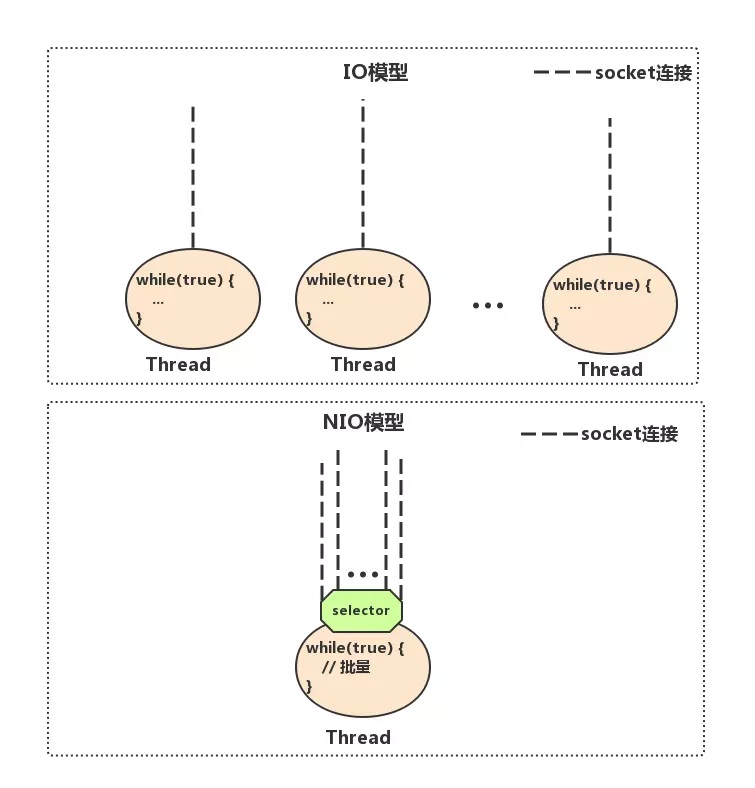 IO模型
socket连接
while(true) {
...
}
Thread
while(true) {
...
}
Thread
...
while(true) {
...
}
Thread
NIO模型
socket连接
...
selector
while(true) {
// 批量
}
Thread